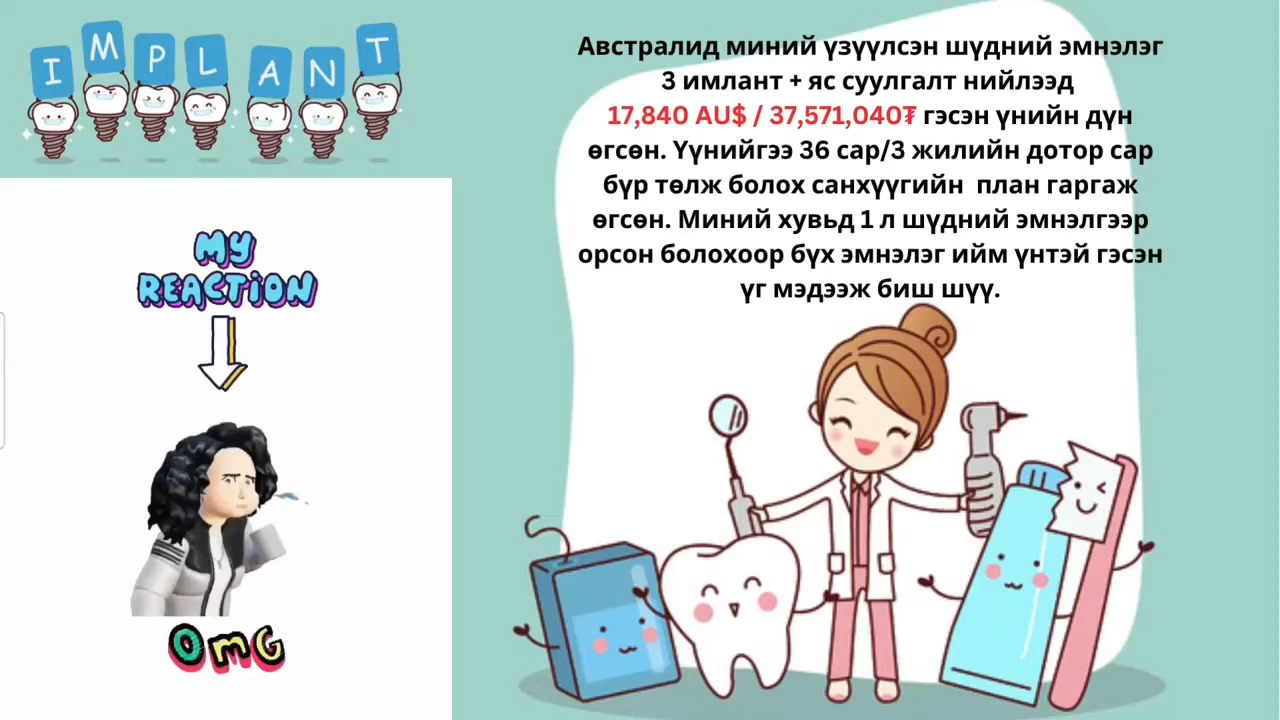 IMPLANT
MY
REACTION
OMG
Австралид миний үзүүлсэн шүдний эмнэлэг
3 имлант + яс суулгалт нийлээд
17,840 AU$ / 37,571,040₮ гэсэн үнийн дүн
өгсөн. Үүнийгээ 36 сар/3 жилийн дотор сар
бүр төлж болох санхүүгийн план гаргаж
өгсөн. Миний хувьд 1 л шүдний эмнэлгээр
орсон болохоор бүх эмнэлэг ийм үнтэй гэсэн
үг мэдээж биш шүү.